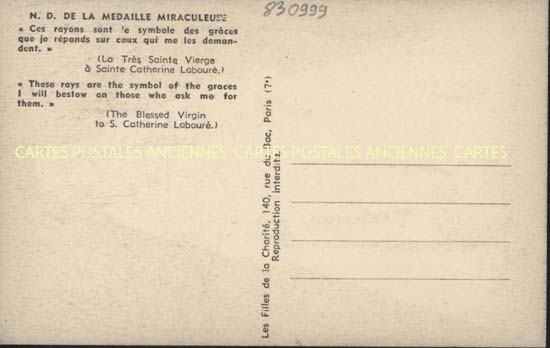 830999
N. D. DE LA MEDAILLE MIRACULEUSE
« Ces rayons sont le symbole des grâces
que je répands sur ceux qui me les deman-
dent. »
(La Très Sainte Vierge
à Sainte Catherine Labouré.)
« These rays are the symbol of the graces
I will bestow on those who ask me for
them. »
(The Blessed Virgin
to S. Catherine Labouré.)
CARTES POSTALES ANCIENNES CARTES POSTALES ANCIENNES CARTES
Les Filles de la Charité, 140, rue du Bac, Paris (7e)
Reproduction interdite.